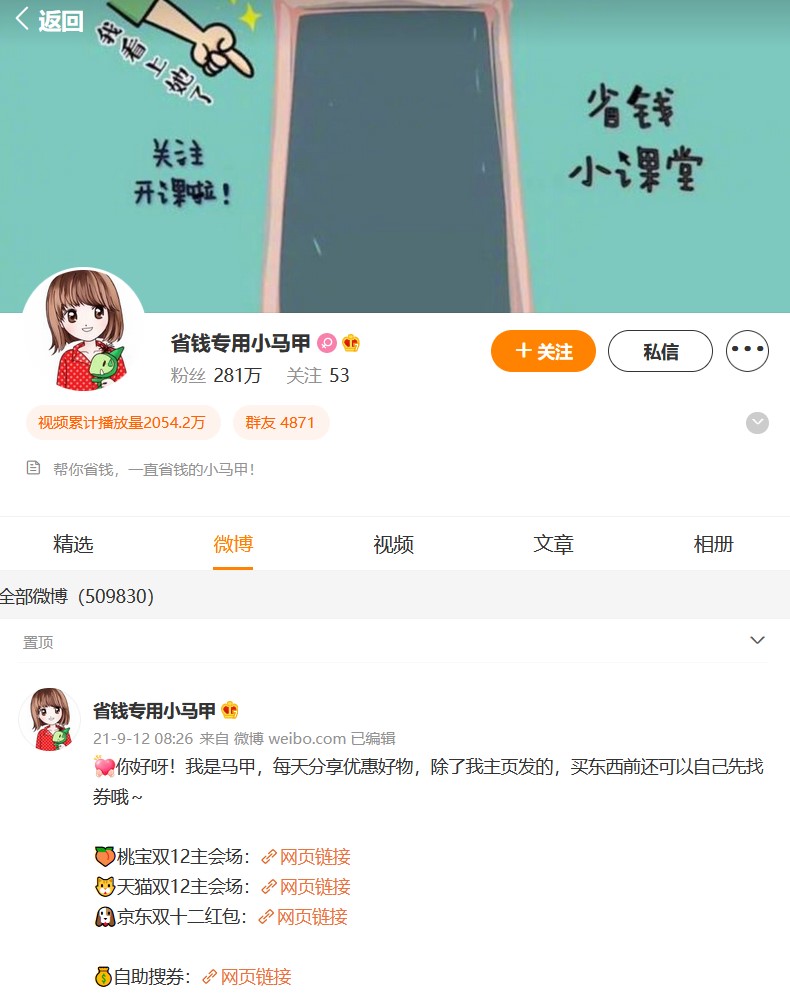 返回
我看上她了
关注
开课啦！
省钱
小课堂
省钱专用小马甲
粉丝 281万 关注 53
+ 关注
私信
视频累计播放量2054.2万
群友 4871
帮你省钱，一直省钱的小马甲！
精选 微博 视频 文章 相册
全部微博（509830）
置顶
省钱专用小马甲
21-9-12 08:26 来自 微博 weibo.com 已编辑
你好呀！我是马甲，每天分享优惠好物，除了我主页发的，买东西前还可以自己先找
券哦~
桃宝双12主会场： 网页链接
天猫双12主会场： 网页链接
京东双十二红包： 网页链接
自助搜券： 网页链接